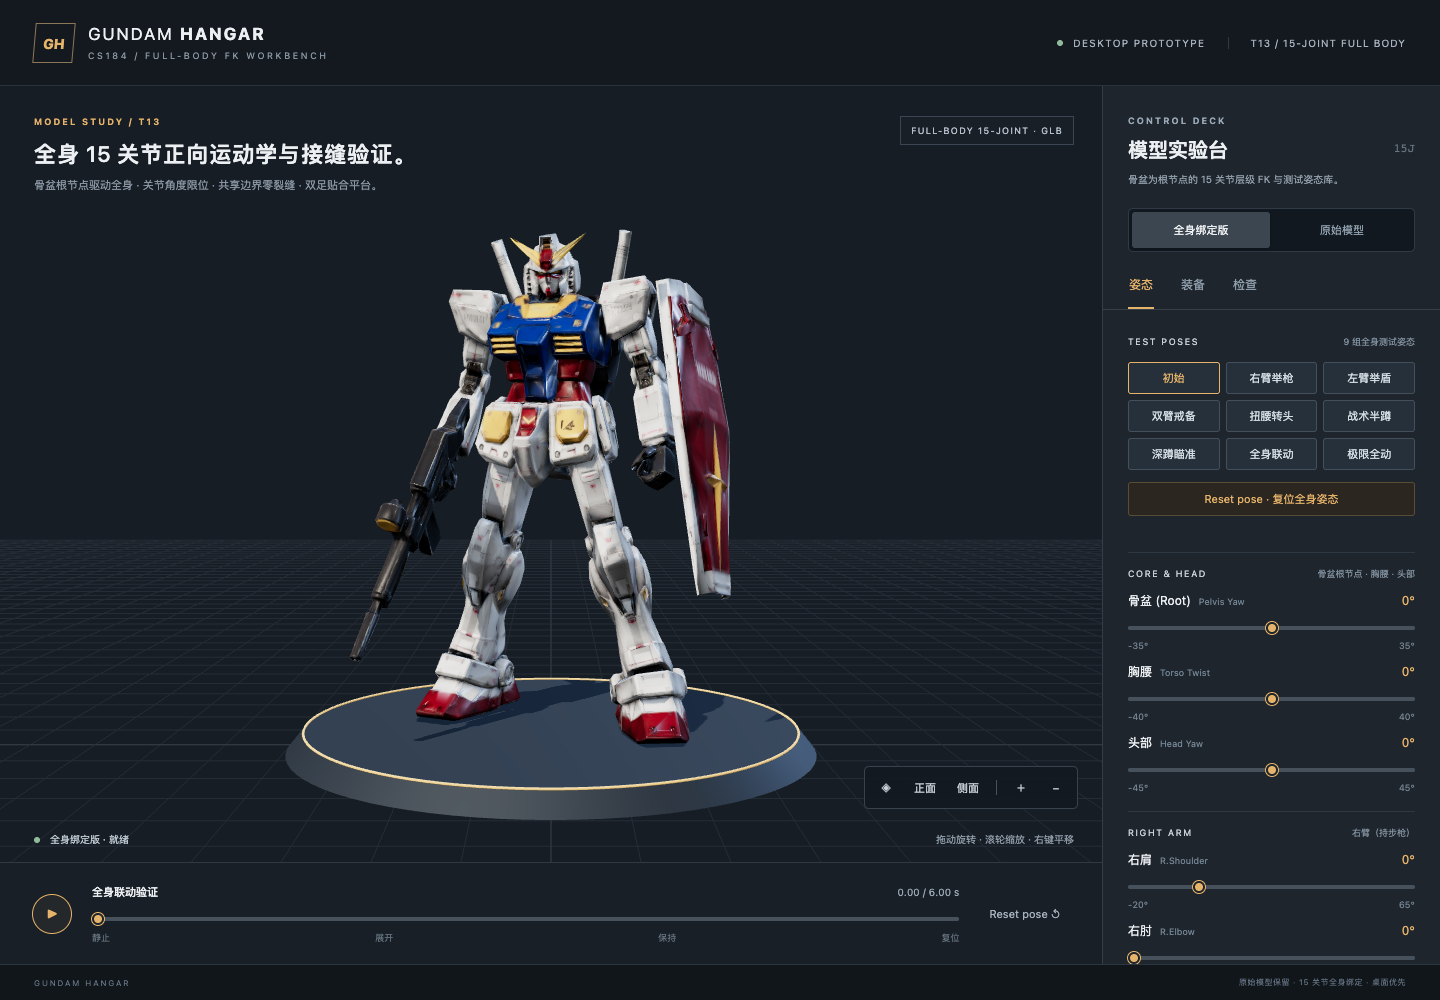 GH
GUNDAM HANGAR
CS184 / FULL-BODY FK WORKBENCH
DESKTOP PROTOTYPE
T13 / 15-JOINT FULL BODY
MODEL STUDY / T13
全身 15 关节正向运动学与接缝验证。
骨盆根节点驱动全身 · 关节角度限位 · 共享边界零裂缝 · 双足贴合平台。
FULL-BODY 15-JOINT · GLB
正面 侧面 + −
全身绑定版 · 就绪
拖动旋转 · 滚轮缩放 · 右键平移
全身联动验证
0.00 / 6.00 s
静止 展开 保持 复位
Reset pose
CONTROL DECK
模型实验台
15J
骨盆为根节点的 15 关节层级 FK 与测试姿态库。
全身绑定版 原始模型
姿态 装备 检查
TEST POSES
9 组全身测试姿态
初始 右臂举枪 左臂举盾
双臂戒备 扭腰转头 战术半蹲
深蹲瞄准 全身联动 极限全动
Reset pose · 复位全身姿态
CORE & HEAD
骨盆根节点 · 胸腰 · 头部
骨盆 (Root) Pelvis Yaw 0°
-35° 35°
胸腰 Torso Twist 0°
-40° 40°
头部 Head Yaw 0°
-45° 45°
RIGHT ARM
右臂（持步枪）
右肩 R.Shoulder 0°
-20° 65°
右肘 R.Elbow 0°
GUNDAM HANGAR
原始模型保留 · 15 关节全身绑定 · 桌面优先